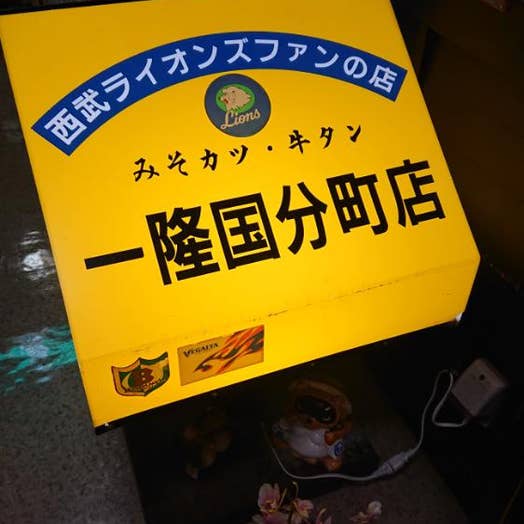 西武ライオンズファンの店
Lions
みそカツ・牛タン
一隆国分町店
VEGALTA
B